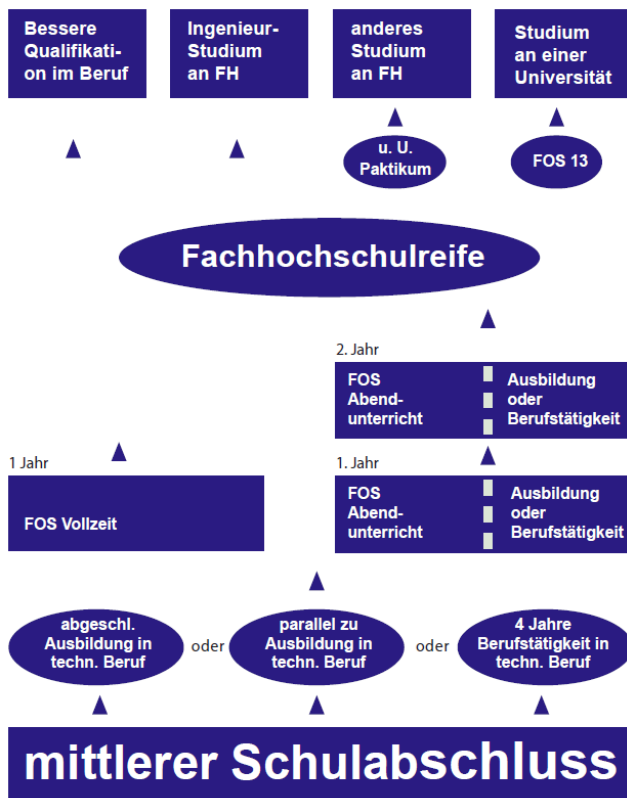 Bessere
Qualifikati-
on im Beruf
Ingenieur-
Studium
an FH
anderes
Studium
an FH
Studium
an einer
Universität
u. U.
Paktikum
FOS 13
Fachhochschulreife
2. Jahr
FOS
Abend-
unterricht
Ausbildung
oder
Berufstätigkeit
1 Jahr
FOS Vollzeit
1. Jahr
FOS
Abend-
unterricht
Ausbildung
oder
Berufstätigkeit
abgeschl.
Ausbildung in
techn. Beruf
oder
parallel zu
Ausbildung in
techn. Beruf
oder
4 Jahre
Berufstätigkeit in
techn. Beruf
mittlerer Schulabschluss